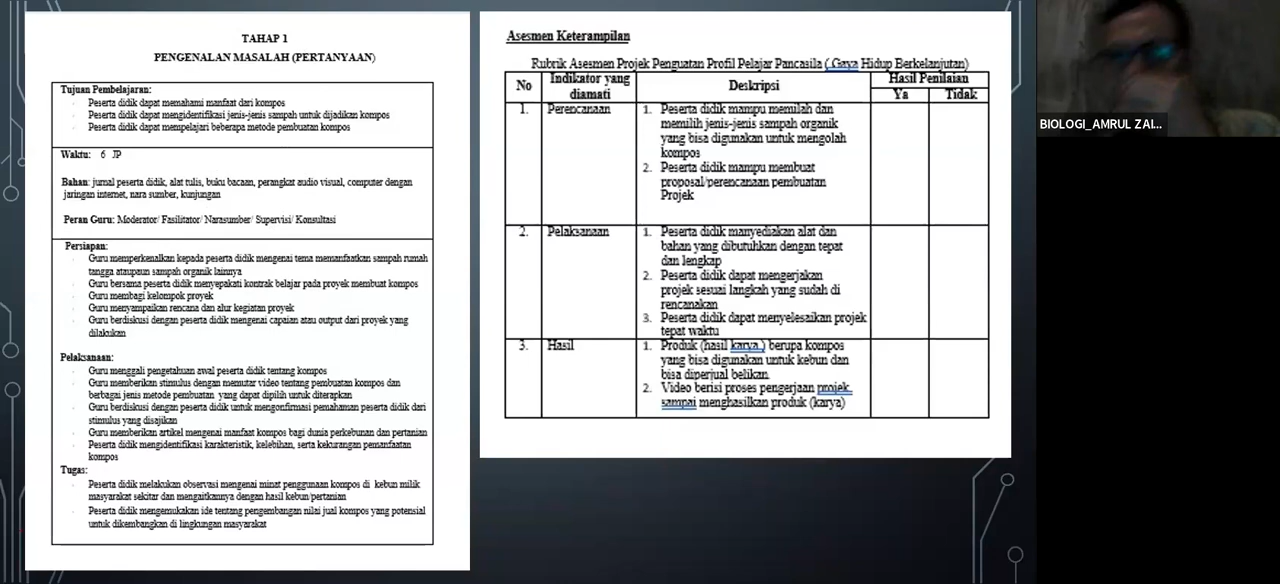 TAHAP 1
PENGENALAN MASALAH (PERTANYAAN)
Tujuan Pembelajaran:
Peserta didik dapat memahami manfaat dari kompos
Peserta didik dapat mengidentifikasi jenis-jenis sampah untuk dijadikan kompos
Peserta didik dapat mempelajari beberapa metode pembuatan kompos
Waktu: 6 JP
Bahan: jurnal peserta didik, alat tulis, buku bacaan, perangkat audio visual, computer dengan
jaringan internet, nara sumber, kunjungan
Peran Guru: Moderator/ Fasilitator/ Narasumber/ Supervisi/ Konsultasi
Persiapan:
Guru memperkenalkan kepada peserta didik mengenai tema memanfaatkan sampah rumah
tangga ataupaun sampah organik lainnya
Guru bersama peserta didik menyepakati kontrak belajar pada proyek membuat kompos
Guru membagi kelompok proyek
Guru menyampaikan rencana dan alur kegiatan proyek
Guru berdiskusi dengan peserta didik mengenai capaian atau output dari proyek yang
dilakukan
Pelaksanaan:
Guru menggali pengetahuan awal peserta didik tentang kompos
Guru memberikan stimulus dengan memutar video tentang pembuatan kompos dan
berbagai jenis metode pembuatan yang dapat dipilih untuk diterapkan
Guru berdiskusi dengan peserta didik untuk mengonfirmasi pemahaman peserta didik dari
stimulus yang disajikan
Guru memberikan artikel mengenai manfaat kompos bagi dunia perkebunan dan pertanian
Peserta didik mengidentifikasi karakteristik, kelebihan, serta kekurangan pemanfaatan
kompos
Tugas:
Peserta didik melakukan observasi mengenai minat penggunaan kompos di kebun milik
masyarakat sekitar dan mengaitkannya dengan hasil kebun/pertanian
Peserta didik mengemukakan ide tentang pengembangan nilai jual kompos yang potensial
untuk dikembangkan di lingkungan masyarakat
Asesmen Keterampilan
Rubrik Asesmen Projek Penguatan Profil Pelajar Pancasila ( Gaya Hidup Berkelanjutan)
No Indikator yang diamati Deskripsi Hasil Penilaian
Ya Tidak
1. Perencanaan 1. Peserta didik mampu memilah dan
memilih jenis-jenis sampah organik
yang bisa digunakan untuk mengolah
kompos
2. Peserta didik mampu membuat
proposal/perencanaan pembuatan
Projek
2. Pelaksanaan 1. Peserta didik manyediakan alat dan
bahan yang dibutuhkan dengan tepat
dan lengkap
2. Peserta didik dapat mengerjakan
projek sesuai langkah yang sudah di
rencanakan
3. Peserta didik dapat menyelesaikan projek
tepat waktu
3. Hasil 1. Produk (hasil karya ) berupa kompos
yang bisa digunakan untuk kebun dan
bisa diperjual belikan
2. Video berisi proses pengerjaan projek
sampai menghasilkan produk (karya)
BIOLOGI_AMRUL ZAI...